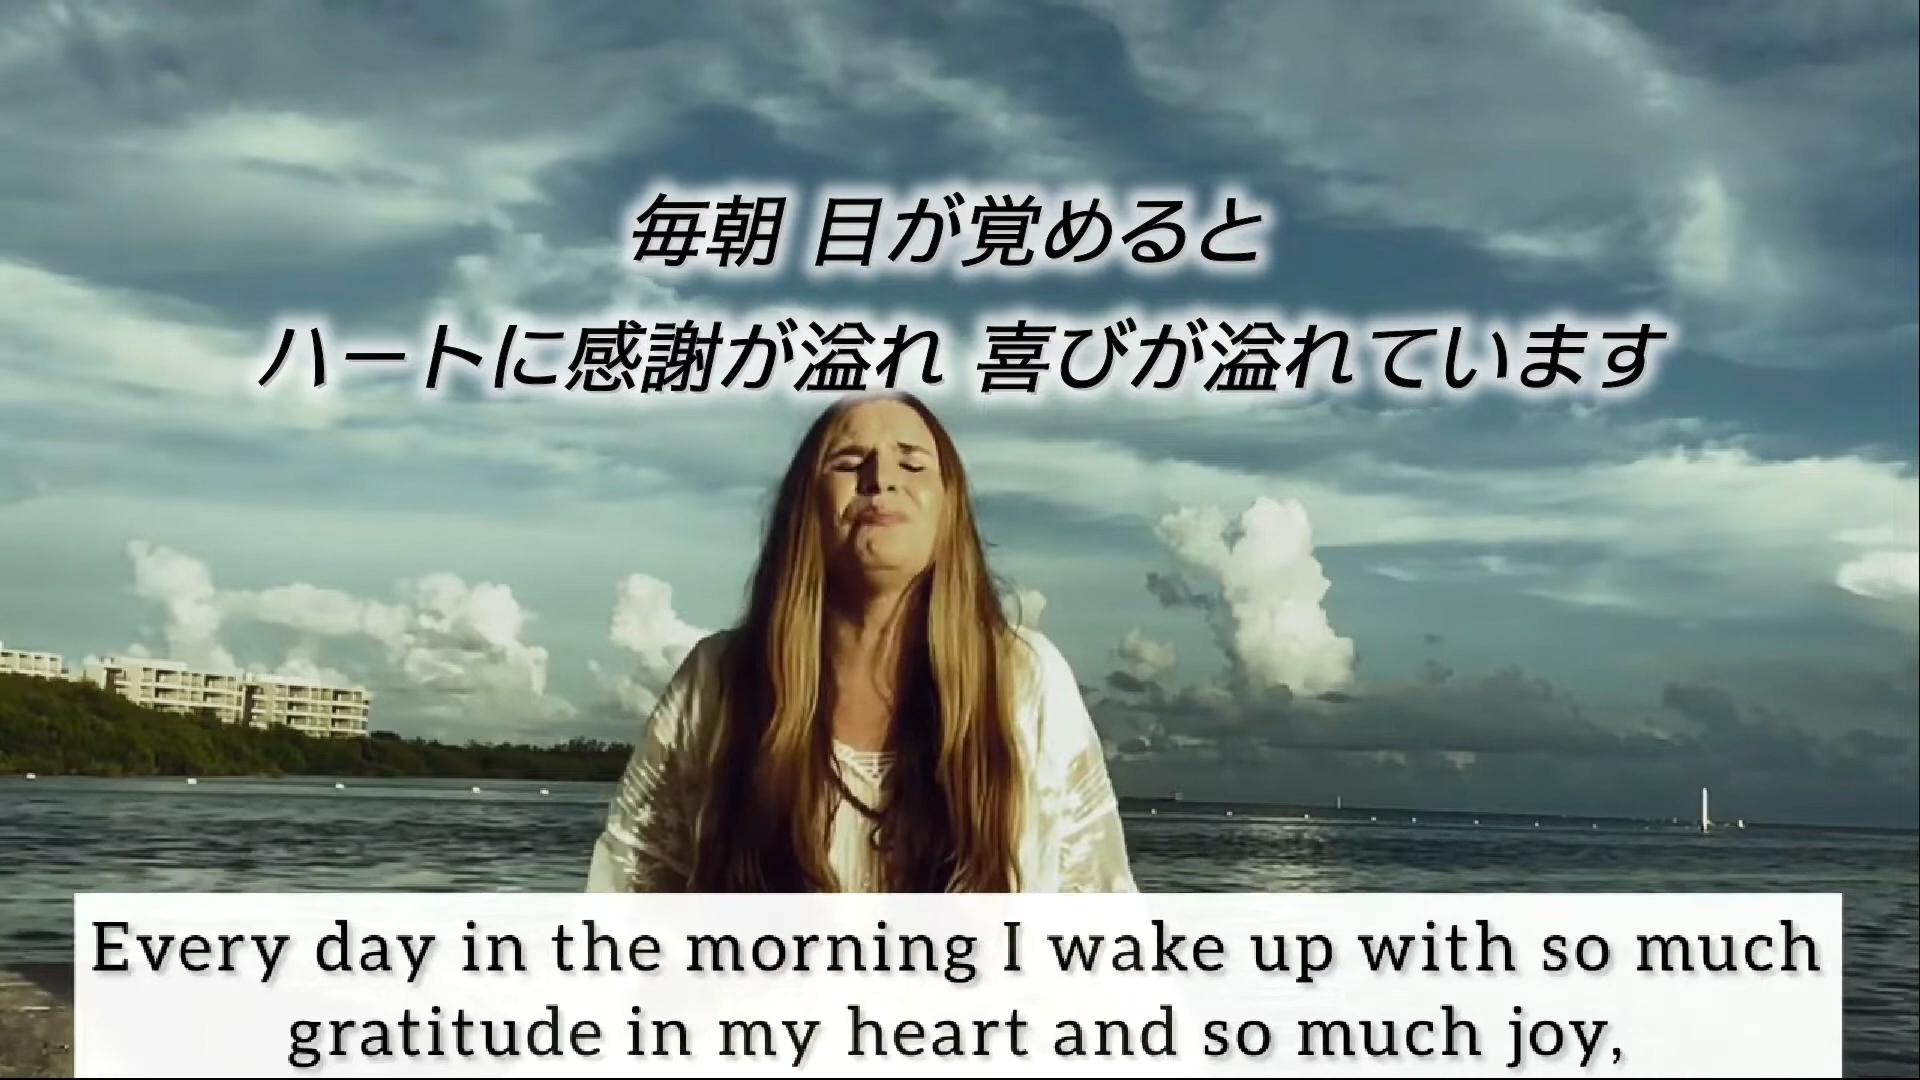 毎朝 目が覚めると
ハートに感謝が溢れ 喜びが溢れています
Every day in the morning I wake up with so much
gratitude in my heart and so much joy,